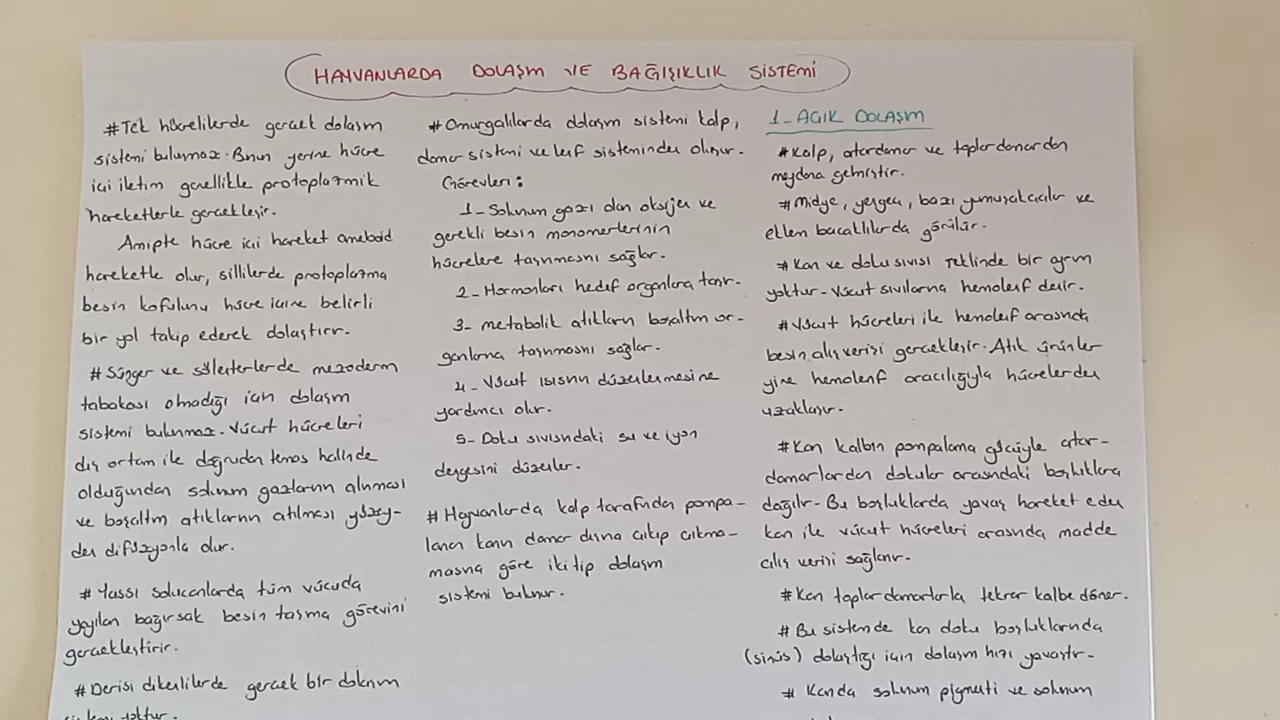 HAYVANLARDA DOLAŞIM VE BAĞIŞIKLIK SİSTEMİ
#Tek hücrelilerde gerçek dolaşım
sistemi bulunmaz. Bunun yerine hücre
içi iletim genellikle protoplazmik
hareketlerle gerçekleşir.
Amipte hücre içi hareket ameboid
hareketle olur, sillilerde protoplazma
besin kofulunu hücre içine belirli
bir yol takip ederek dolaştırır.
#Sünger ve sölenterlerde mezoderm
tabakası olmadığı için dolaşım
sistemi bulunmaz. Vücut hücreleri
dış ortam ile doğrudan temas halinde
olduğundan solunum gazlarının alınması
ve boşaltım atıklarının atılması yüzey-
den difüzyonla olur.
#Yassı solucanlarda tüm vücuda
yayılan bağırsak besin taşıma görevini
gerçekleştirir.
#Derisi dikenlilerde gerçek bir dolaşım
sistemi yoktur.
#Omurgalılarda dolaşım sistemi kalp,
damar sistemi ve lenf sisteminden oluşur.
Görevleri:
1- Solunum gazı olan oksijen ve
gerekli besin monomerlerinin
hücrelere taşınmasını sağlar.
2- Hormonları hedef organlara taşır.
3- metabolik atıkların boşaltım or-
ganlarına taşınmasını sağlar.
4- Vücut ısısının düzenlenmesine
yardımcı olur.
5- Doku sıvısındaki su ve iyon
dengesini düzenler.
#Hayvanlarda kalp tarafından pompa-
lanan kanın damar dışına çıkıp çıkma-
masına göre iki tip dolaşım
sistemi bulunur.
1- AÇIK DOLAŞIM
#Kalp, atardamar ve toplardamardan
meydana gelmiştir.
#Midye, yengeç, bazı yumuşakçalar ve
eklem bacaklılarda görülür.
#Kan ve doku sıvısı şeklinde bir ayrım
yoktur. Vücut sıvılarına hemolenf denir.
#Vücut hücreleri ile hemolenf arasında
besin alış verişi gerçekleşir. Atık ürünler
yine hemolenf aracılığıyla hücrelerden
uzaklaşır.
#Kan kalbin pompalama gücüyle atar-
damarlardan dokular arasındaki boşluklara
dağılır. Bu boşluklarda yavaş hareket eden
kan ile vücut hücreleri arasında madde
alış verişi sağlanır.
#Kan toplardamarlarla tekrar kalbe döner.
#Bu sistemde kan doku boşluklarında
(sinüs) dolaştığı için dolaşım hızı yavaştır.
#Kanda solunum pigmenti ve solunum